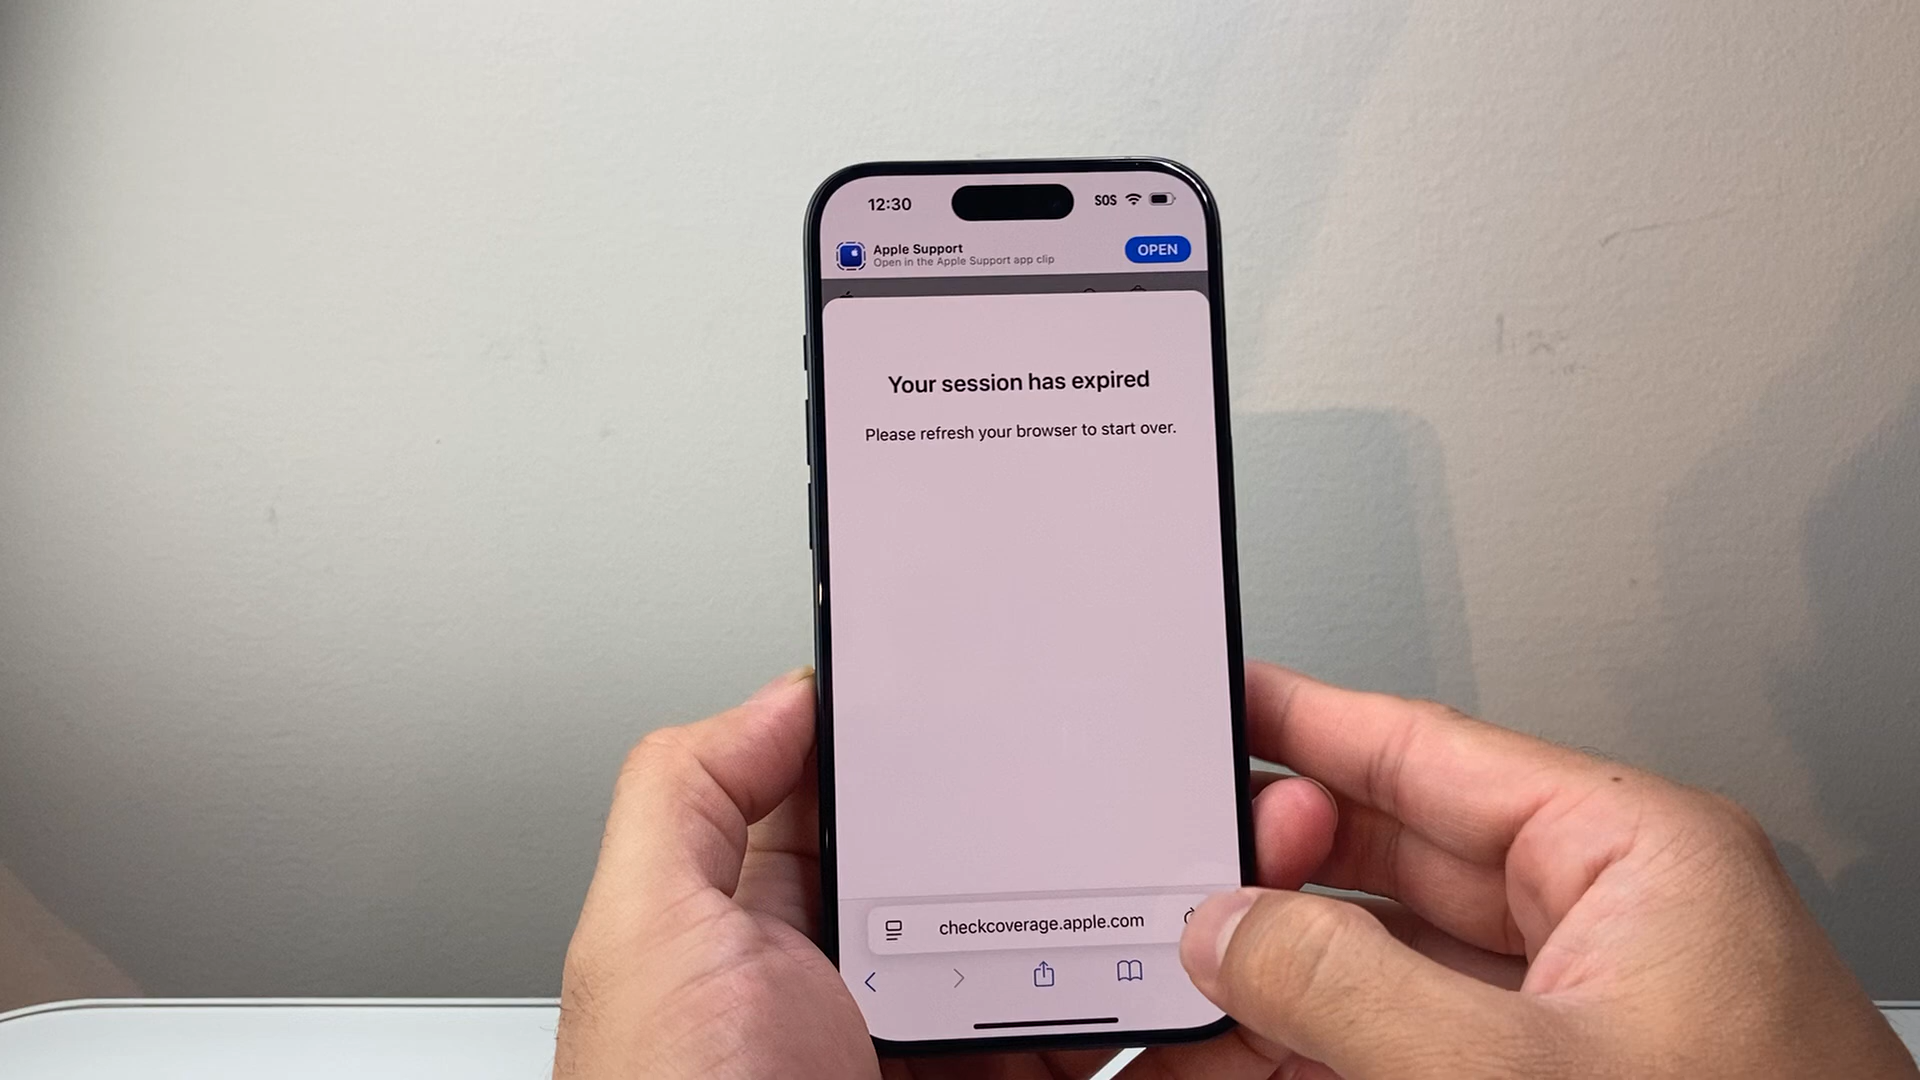 12:30
SOS
Apple Support
Open in the Apple Support app clip
OPEN
Your session has expired
Please refresh your browser to start over.
checkcoverage.apple.com